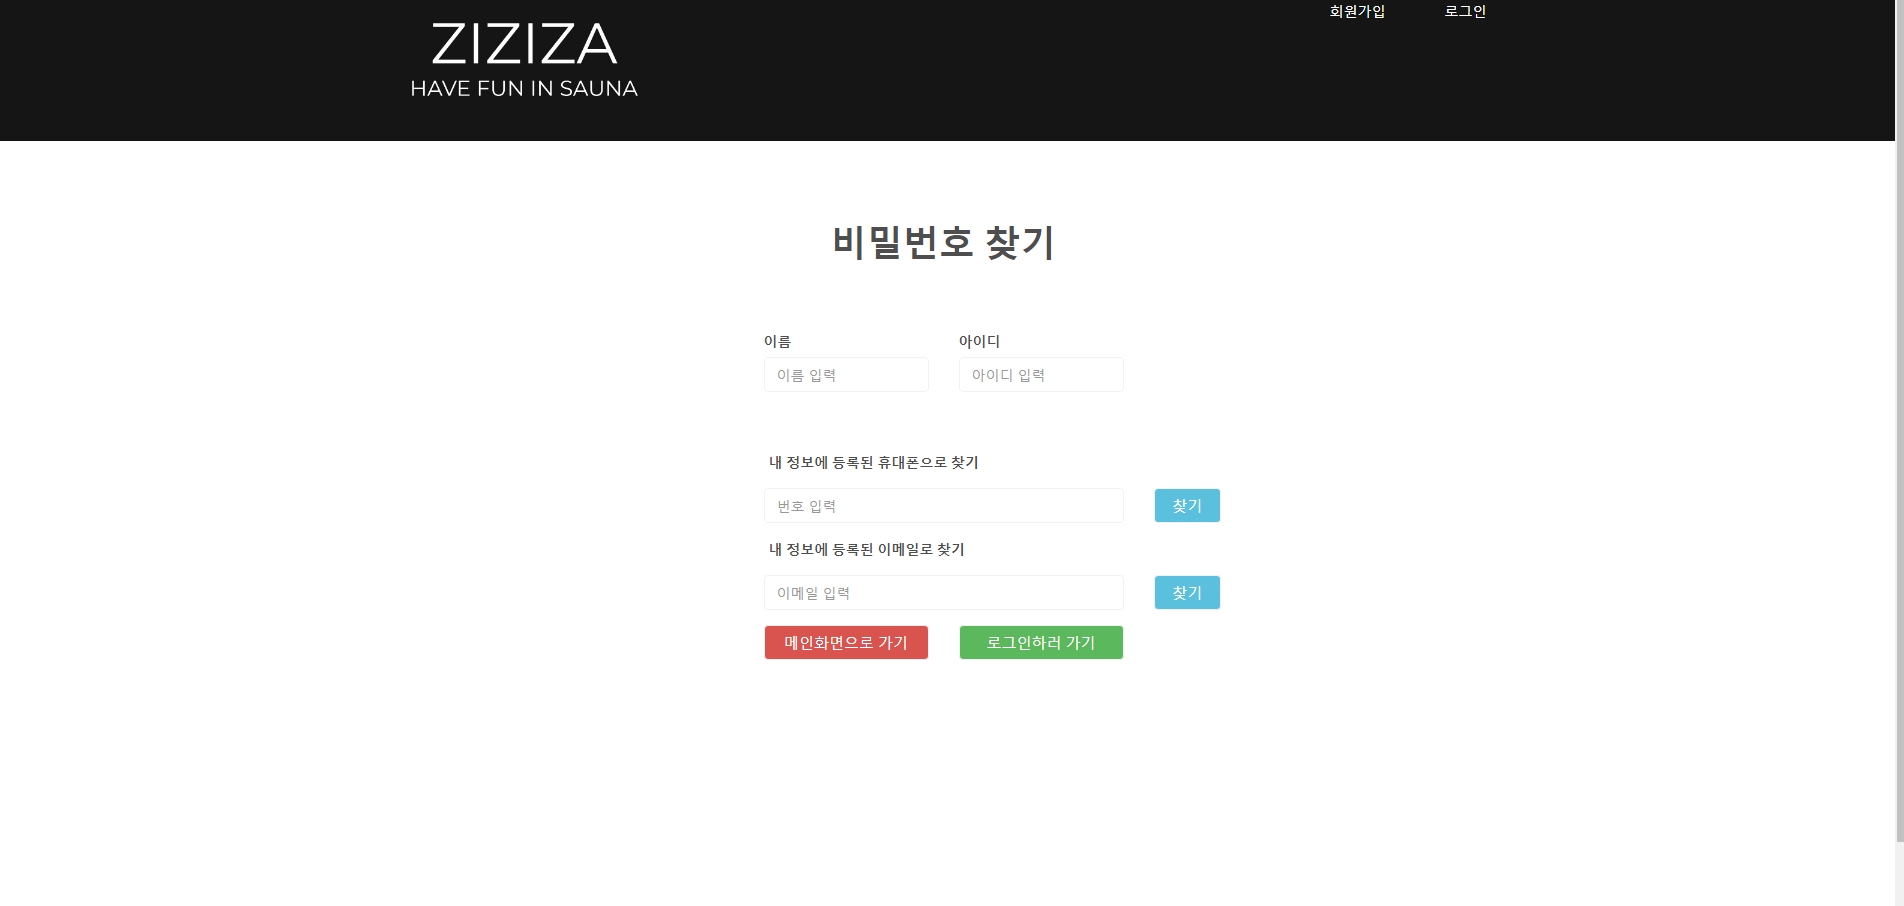 회원가입 로그인
ZIZIZA
HAVE FUN IN SAUNA
비밀번호 찾기
이름 아이디
이름 입력 아이디 입력
내 정보에 등록된 휴대폰으로 찾기
번호 입력 찾기
내 정보에 등록된 이메일로 찾기
이메일 입력 찾기
메인화면으로 가기 로그인하러 가기